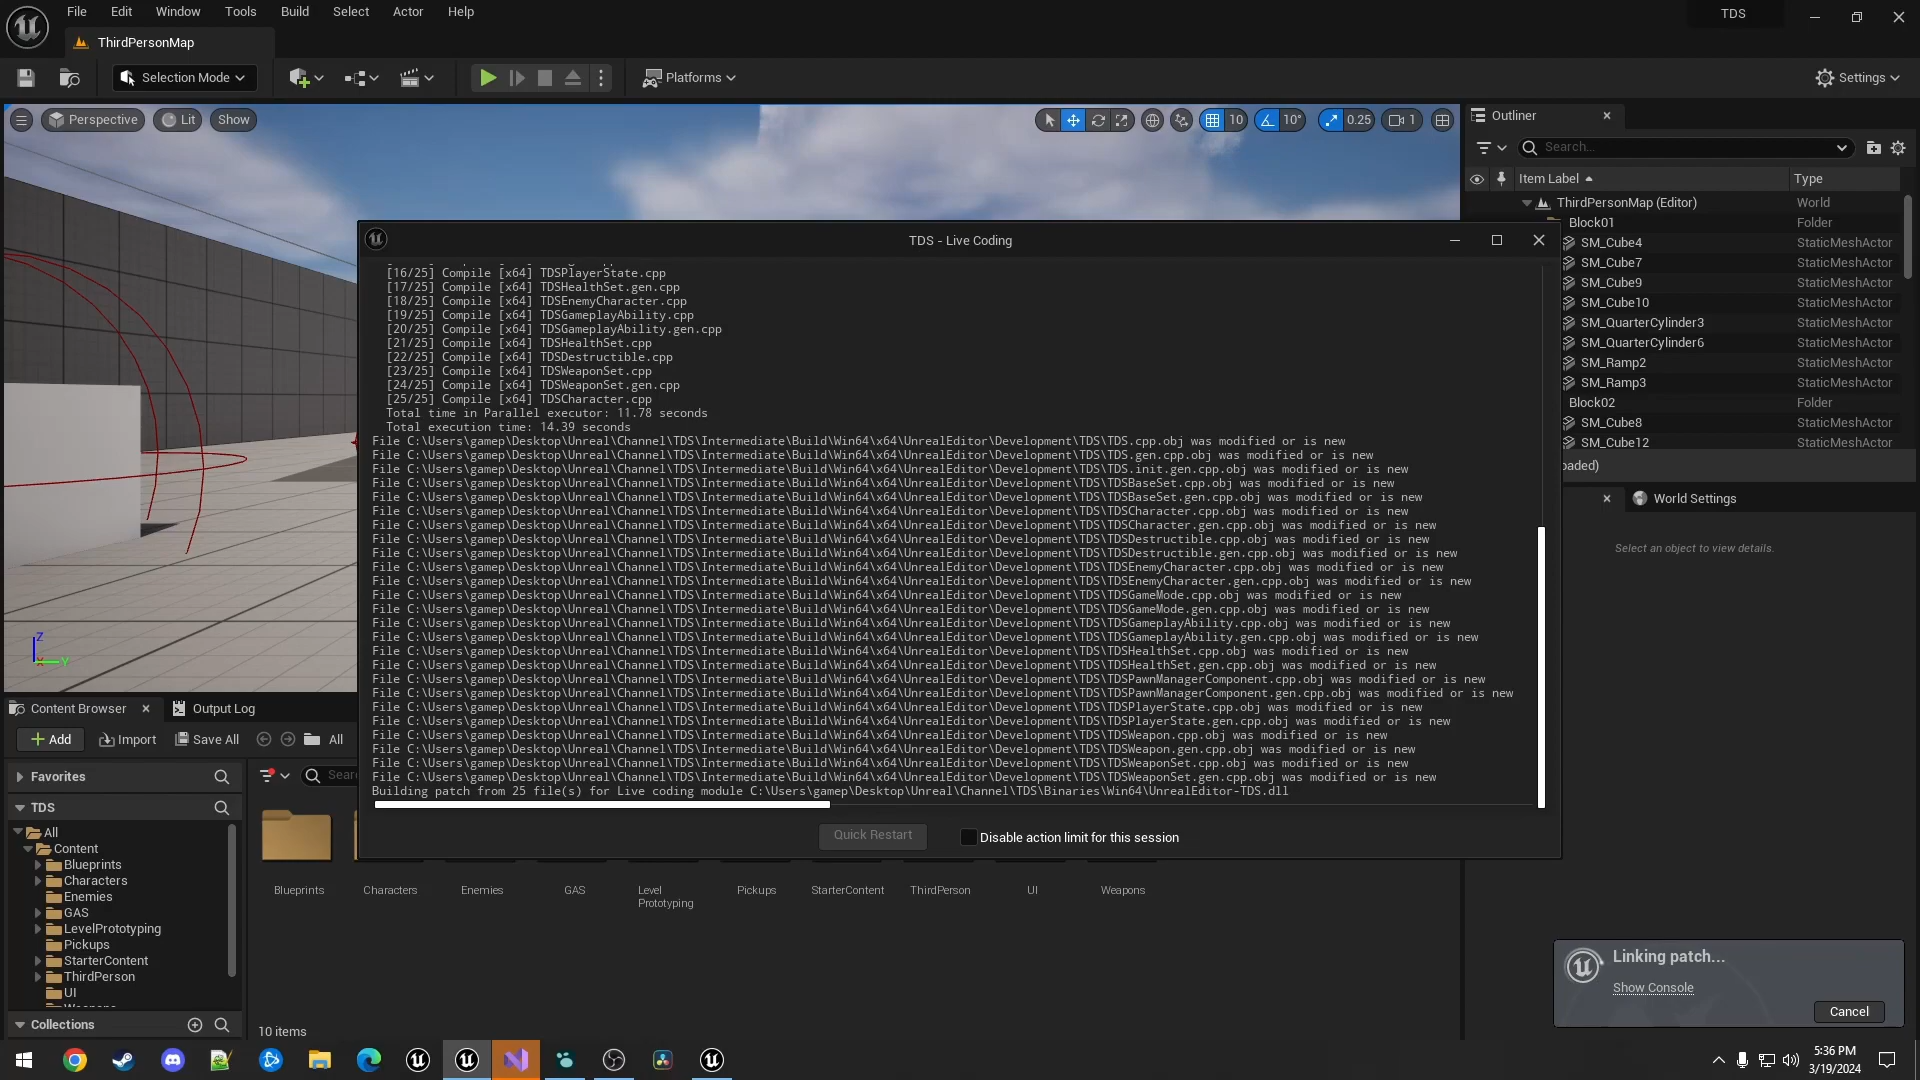 File Edit Window Tools Build Select Actor Help
TDS
ThirdPersonMap
Selection Mode
Platforms
Settings
Perspective
Lit
Show
10
10°
0.25
1
Outliner
Search...
Item Label
Type
ThirdPersonMap (Editor) World
Block01 Folder
SM_Cube4 StaticMeshActor
SM_Cube7 StaticMeshActor
SM_Cube9 StaticMeshActor
SM_Cube10 StaticMeshActor
SM_QuarterCylinder3 StaticMeshActor
SM_QuarterCylinder6 StaticMeshActor
SM_Ramp2 StaticMeshActor
SM_Ramp3 StaticMeshActor
Block02 Folder
SM_Cube8 StaticMeshActor
SM_Cube12 StaticMeshActor
oaded)
World Settings
Select an object to view details.
TDS - Live Coding
[16/25] Compile [x64] TDSPlayerState.cpp
[17/25] Compile [x64] TDSHealthSet.gen.cpp
[18/25] Compile [x64] TDSEnemyCharacter.cpp
[19/25] Compile [x64] TDSGameplayAbility.cpp
[20/25] Compile [x64] TDSGameplayAbility.gen.cpp
[21/25] Compile [x64] TDSHealthSet.cpp
[22/25] Compile [x64] TDSDestructible.cpp
[23/25] Compile [x64] TDSWeaponSet.cpp
[24/25] Compile [x64] TDSWeaponSet.gen.cpp
[25/25] Compile [x64] TDSCharacter.cpp
Total time in Parallel executor: 11.78 seconds
Total execution time: 14.39 seconds
File C:\Users\gamep\Desktop\Unreal\Channel\TDS\Intermediate\Build\Win64\x64\UnrealEditor\Development\TDS\TDS.cpp.obj was modified or is new
File C:\Users\gamep\Desktop\Unreal\Channel\TDS\Intermediate\Build\Win64\x64\UnrealEditor\Development\TDS\TDS.gen.cpp.obj was modified or is new
File C:\Users\gamep\Desktop\Unreal\Channel\TDS\Intermediate\Build\Win64\x64\UnrealEditor\Development\TDS\TDS.init.gen.cpp.obj was modified or is new
File C:\Users\gamep\Desktop\Unreal\Channel\TDS\Intermediate\Build\Win64\x64\UnrealEditor\Development\TDS\TDSBaseSet.cpp.obj was modified or is new
File C:\Users\gamep\Desktop\Unreal\Channel\TDS\Intermediate\Build\Win64\x64\UnrealEditor\Development\TDS\TDSBaseSet.gen.cpp.obj was modified or is new
File C:\Users\gamep\Desktop\Unreal\Channel\TDS\Intermediate\Build\Win64\x64\UnrealEditor\Development\TDS\TDSCharacter.cpp.obj was modified or is new
File C:\Users\gamep\Desktop\Unreal\Channel\TDS\Intermediate\Build\Win64\x64\UnrealEditor\Development\TDS\TDSCharacter.gen.cpp.obj was modified or is new
File C:\Users\gamep\Desktop\Unreal\Channel\TDS\Intermediate\Build\Win64\x64\UnrealEditor\Development\TDS\TDSDestructible.cpp.obj was modified or is new
File C:\Users\gamep\Desktop\Unreal\Channel\TDS\Intermediate\Build\Win64\x64\UnrealEditor\Development\TDS\TDSDestructible.gen.cpp.obj was modified or is new
File C:\Users\gamep\Desktop\Unreal\Channel\TDS\Intermediate\Build\Win64\x64\UnrealEditor\Development\TDS\TDSEnemyCharacter.cpp.obj was modified or is new
File C:\Users\gamep\Desktop\Unreal\Channel\TDS\Intermediate\Build\Win64\x64\UnrealEditor\Development\TDS\TDSEnemyCharacter.gen.cpp.obj was modified or is new
File C:\Users\gamep\Desktop\Unreal\Channel\TDS\Intermediate\Build\Win64\x64\UnrealEditor\Development\TDS\TDSGameMode.cpp.obj was modified or is new
File C:\Users\gamep\Desktop\Unreal\Channel\TDS\Intermediate\Build\Win64\x64\UnrealEditor\Development\TDS\TDSGameMode.gen.cpp.obj was modified or is new
File C:\Users\gamep\Desktop\Unreal\Channel\TDS\Intermediate\Build\Win64\x64\UnrealEditor\Development\TDS\TDSGameplayAbility.cpp.obj was modified or is new
File C:\Users\gamep\Desktop\Unreal\Channel\TDS\Intermediate\Build\Win64\x64\UnrealEditor\Development\TDS\TDSGameplayAbility.gen.cpp.obj was modified or is new
File C:\Users\gamep\Desktop\Unreal\Channel\TDS\Intermediate\Build\Win64\x64\UnrealEditor\Development\TDS\TDSHealthSet.cpp.obj was modified or is new
File C:\Users\gamep\Desktop\Unreal\Channel\TDS\Intermediate\Build\Win64\x64\UnrealEditor\Development\TDS\TDSHealthSet.gen.cpp.obj was modified or is new
File C:\Users\gamep\Desktop\Unreal\Channel\TDS\Intermediate\Build\Win64\x64\UnrealEditor\Development\TDS\TDSPawnManagerComponent.cpp.obj was modified or is new
File C:\Users\gamep\Desktop\Unreal\Channel\TDS\Intermediate\Build\Win64\x64\UnrealEditor\Development\TDS\TDSPawnManagerComponent.gen.cpp.obj was modified or is new
File C:\Users\gamep\Desktop\Unreal\Channel\TDS\Intermediate\Build\Win64\x64\UnrealEditor\Development\TDS\TDSPlayerState.cpp.obj was modified or is new
File C:\Users\gamep\Desktop\Unreal\Channel\TDS\Intermediate\Build\Win64\x64\UnrealEditor\Development\TDS\TDSPlayerState.gen.cpp.obj was modified or is new
File C:\Users\gamep\Desktop\Unreal\Channel\TDS\Intermediate\Build\Win64\x64\UnrealEditor\Development\TDS\TDSWeapon.cpp.obj was modified or is new
File C:\Users\gamep\Desktop\Unreal\Channel\TDS\Intermediate\Build\Win64\x64\UnrealEditor\Development\TDS\TDSWeapon.gen.cpp.obj was modified or is new
File C:\Users\gamep\Desktop\Unreal\Channel\TDS\Intermediate\Build\Win64\x64\UnrealEditor\Development\TDS\TDSWeaponSet.cpp.obj was modified or is new
File C:\Users\gamep\Desktop\Unreal\Channel\TDS\Intermediate\Build\Win64\x64\UnrealEditor\Development\TDS\TDSWeaponSet.gen.cpp.obj was modified or is new
Building patch from 25 file(s) for Live coding module C:\Users\gamep\Desktop\Unreal\Channel\TDS\Binaries\Win64\UnrealEditor-TDS.dll
Quick Restart
Disable action limit for this session
Z
X
Y
Content Browser
Output Log
Add
Import
Save All
All
Favorites
TDS
All
Content
Blueprints
Characters
Enemies
GAS
LevelPrototyping
Pickups
StarterContent
ThirdPerson
UI
Collections
Sear
Blueprints
Characters
Enemies
GAS
Level
Prototyping
Pickups
StarterContent
ThirdPerson
UI
Weapons
10 items
Linking patch...
Show Console
Cancel
5:36 PM
3/19/2024